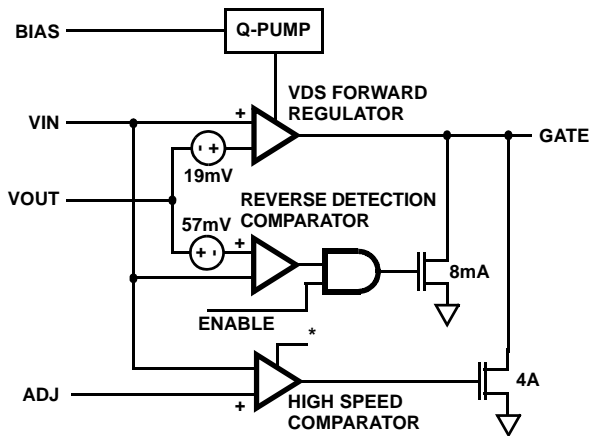 BIAS
Q-PUMP
VDS FORWARD
REGULATOR
VIN
+
GATE
- +
19mV
VOUT
REVERSE DETECTION
COMPARATOR
57mV
+ -
+
8mA
ENABLE
*
4A
ADJ
+
HIGH SPEED
COMPARATOR